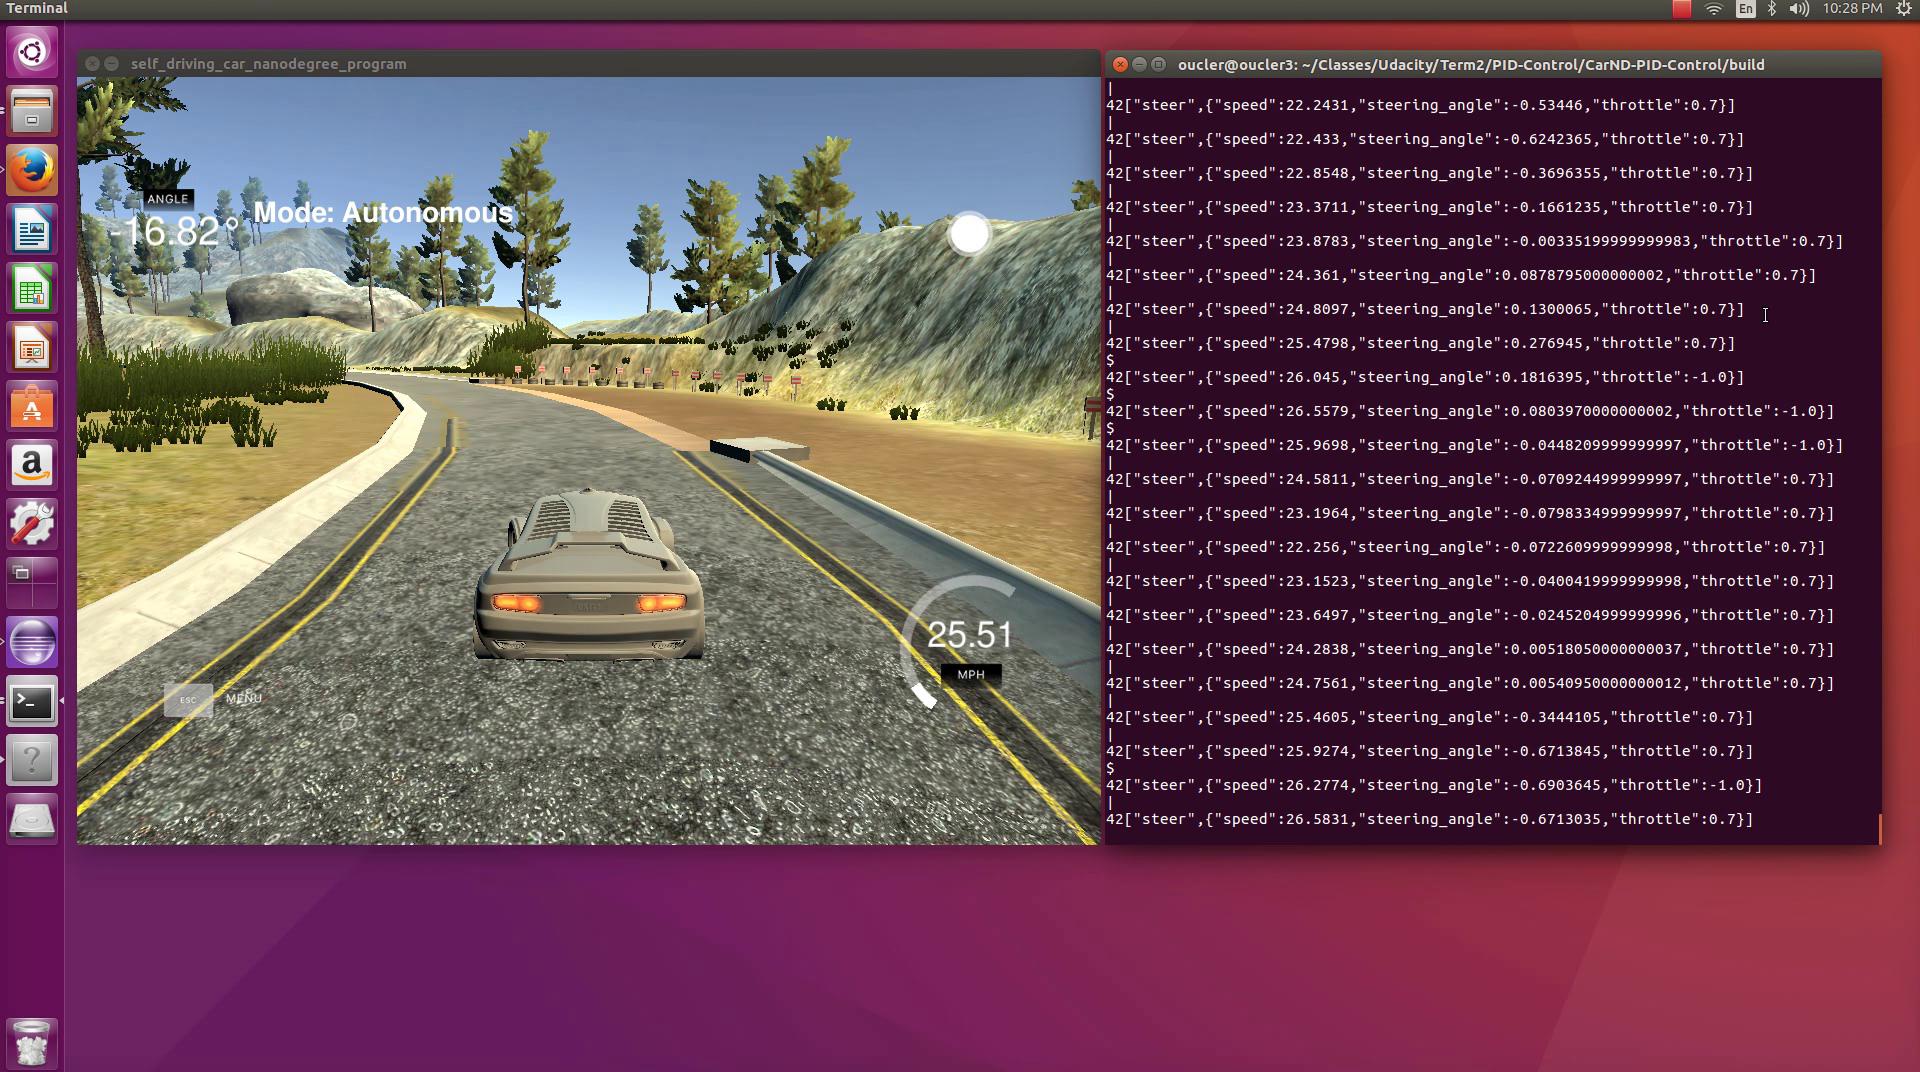 Terminal
En
10:28 PM
self_driving_car_nanodegree_program
ANGLE
-16.82°
Mode: Autonomous
25.51
MPH
ESC
MENU
a
>_
?
oucler@oucler3: ~/Classes/Udacity/Term2/PID-Control/CarND-PID-Control/build
|
42["steer",{"speed":22.2431,"steering_angle":-0.53446,"throttle":0.7}]
|
42["steer",{"speed":22.433,"steering_angle":-0.6242365,"throttle":0.7}]
|
42["steer",{"speed":22.8548,"steering_angle":-0.3696355,"throttle":0.7}]
|
42["steer",{"speed":23.3711,"steering_angle":-0.1661235,"throttle":0.7}]
|
42["steer",{"speed":23.8783,"steering_angle":-0.00335199999999983,"throttle":0.7}]
|
42["steer",{"speed":24.361,"steering_angle":0.0878795000000002,"throttle":0.7}]
|
42["steer",{"speed":24.8097,"steering_angle":0.1300065,"throttle":0.7}]
|
42["steer",{"speed":25.4798,"steering_angle":0.276945,"throttle":0.7}]
$
42["steer",{"speed":26.045,"steering_angle":0.1816395,"throttle":-1.0}]
$
42["steer",{"speed":26.5579,"steering_angle":0.0803970000000002,"throttle":-1.0}]
$
42["steer",{"speed":25.9698,"steering_angle":-0.0448209999999997,"throttle":-1.0}]
|
42["steer",{"speed":24.5811,"steering_angle":-0.0709244999999997,"throttle":0.7}]
|
42["steer",{"speed":23.1964,"steering_angle":-0.0798334999999997,"throttle":0.7}]
|
42["steer",{"speed":22.256,"steering_angle":-0.0722609999999998,"throttle":0.7}]
|
42["steer",{"speed":23.1523,"steering_angle":-0.0400419999999998,"throttle":0.7}]
|
42["steer",{"speed":23.6497,"steering_angle":-0.0245204999999996,"throttle":0.7}]
|
42["steer",{"speed":24.2838,"steering_angle":0.00518050000000037,"throttle":0.7}]
|
42["steer",{"speed":24.7561,"steering_angle":0.00540950000000012,"throttle":0.7}]
|
42["steer",{"speed":25.4605,"steering_angle":-0.3444105,"throttle":0.7}]
|
42["steer",{"speed":25.9274,"steering_angle":-0.6713845,"throttle":0.7}]
$
42["steer",{"speed":26.2774,"steering_angle":-0.6903645,"throttle":-1.0}]
|
42["steer",{"speed":26.5831,"steering_angle":-0.6713035,"throttle":0.7}]